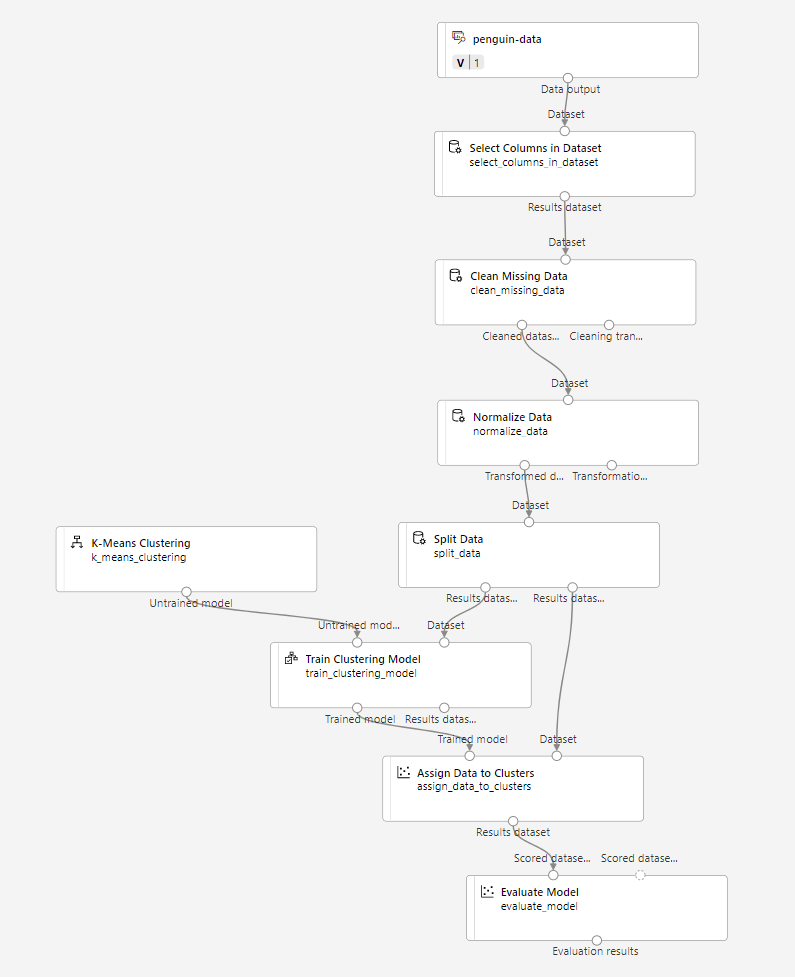 penguin-data
V 1
Data output
Dataset
Select Columns in Dataset
select_columns_in_dataset
Results dataset
Dataset
Clean Missing Data
clean_missing_data
Cleaned datas... Cleaning tran...
Dataset
Normalize Data
normalize_data
Transformed d... Transformatio...
Dataset
K-Means Clustering
k_means_clustering
Untrained model
Split Data
split_data
Results datas... Results datas...
Untrained mod... Dataset
Train Clustering Model
train_clustering_model
Trained model Results datas...
Trained model Dataset
Assign Data to Clusters
assign_data_to_clusters
Results dataset
Scored datase... Scored datase...
Evaluate Model
evaluate_model
Evaluation results